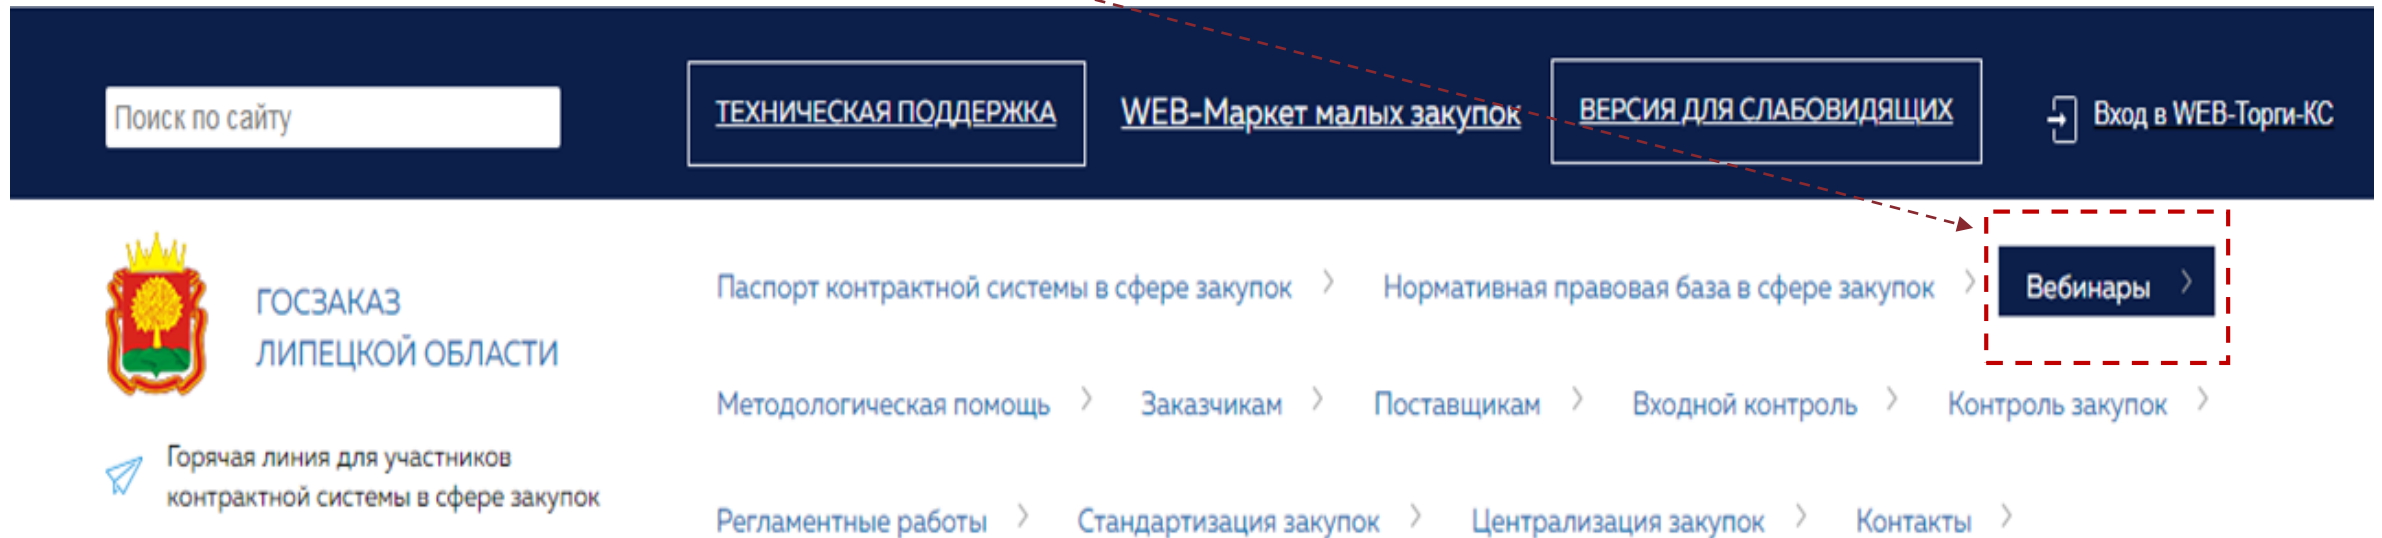 Поиск по сайту
ТЕХНИЧЕСКАЯ ПОДДЕРЖКА
WEB-Маркет малых закупок
ВЕРСИЯ ДЛЯ СЛАБОВИДЯЩИХ
Вход в WEB-Торги-КС
ГОСЗАКАЗ
ЛИПЕЦКОЙ ОБЛАСТИ
Горячая линия для участников
контрактной системы в сфере закупок
Паспорт контрактной системы в сфере закупок
Нормативная правовая база в сфере закупок
Вебинары
Методологическая помощь
Заказчикам
Поставщикам
Входной контроль
Контроль закупок
Регламентные работы
Стандартизация закупок
Централизация закупок
Контакты